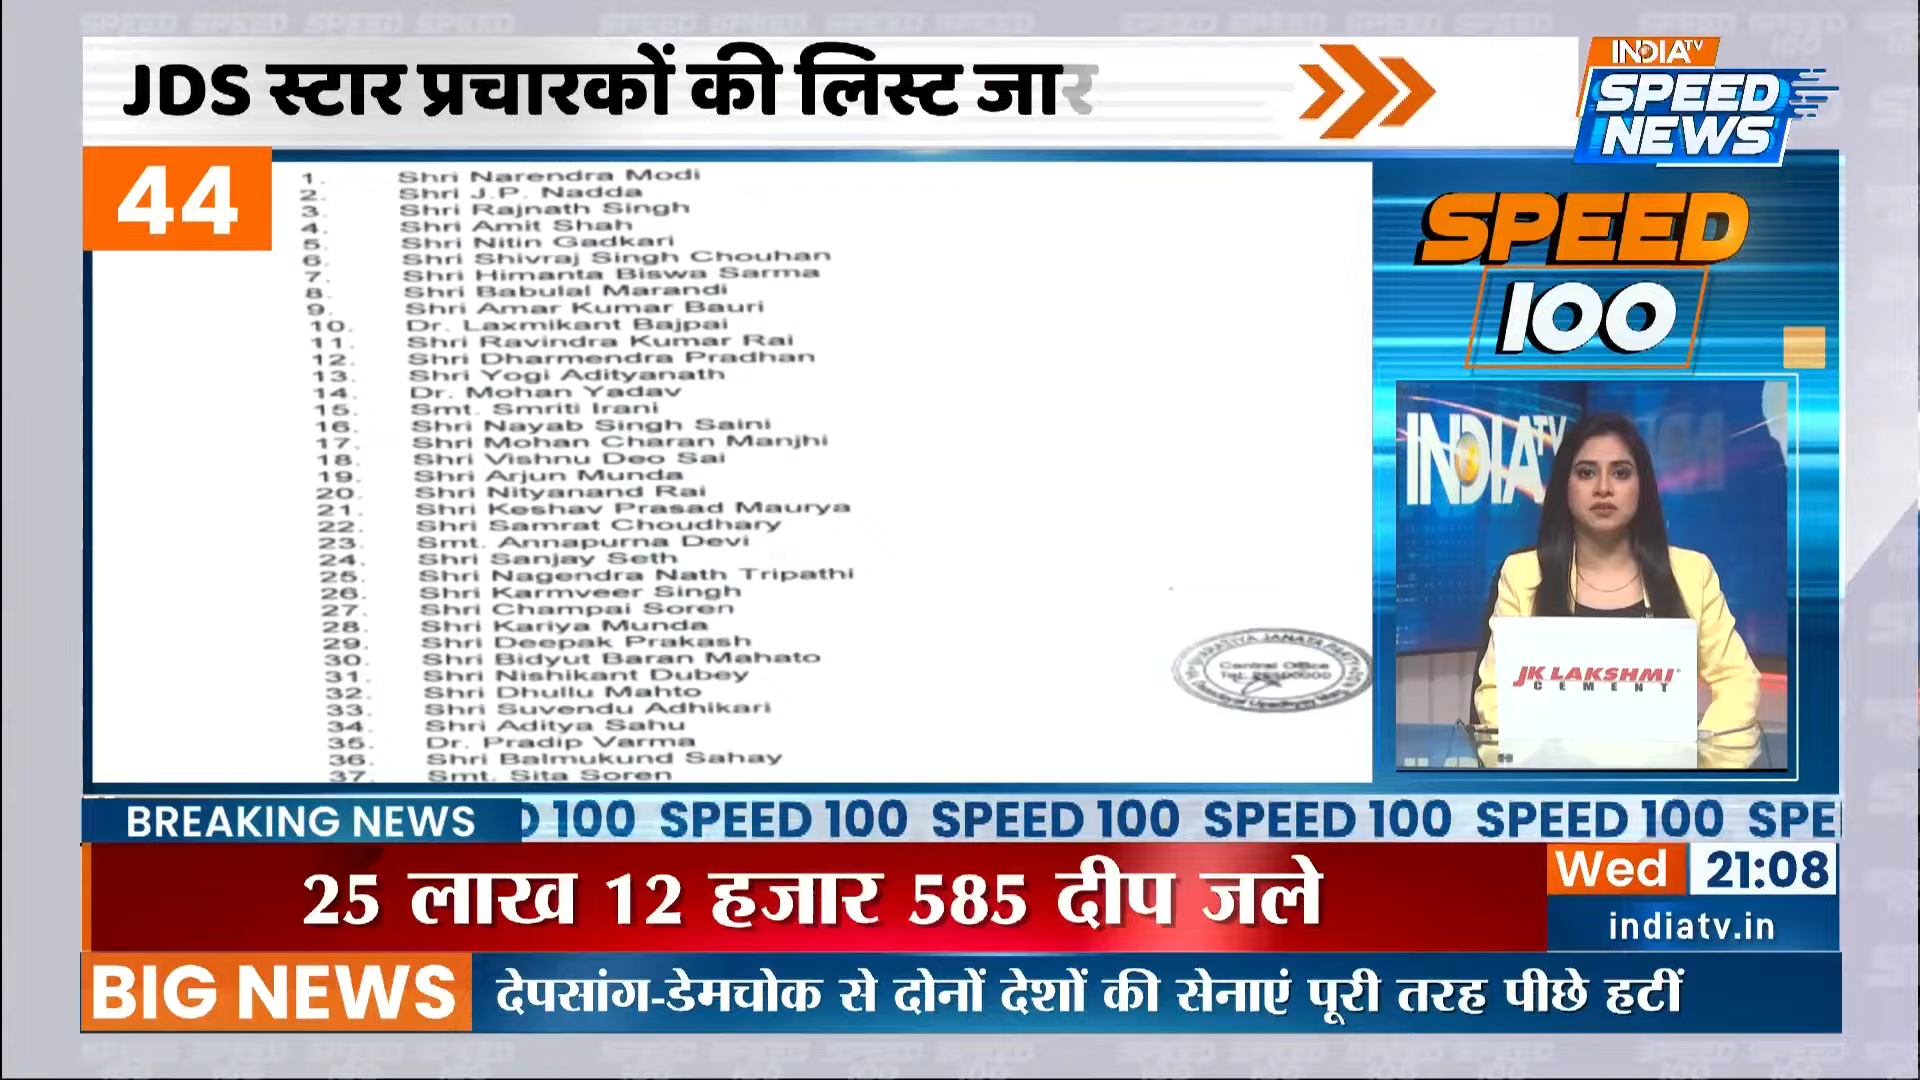 JDS स्टार प्रचारकों की लिस्ट जार
INDIA TV
SPEED
NEWS
44
1. Shri Narendra Modi
2. Shri J.P. Nadda
3. Shri Rajnath Singh
4. Shri Amit Shah
5. Shri Nitin Gadkari
6. Shri Shivraj Singh Chouhan
7. Shri Himanta Biswa Sarma
8. Shri Babulal Marandi
9. Shri Amar Kumar Bauri
10. Dr. Laxmikant Bajpai
11. Shri Ravindra Kumar Rai
12. Shri Dharmendra Pradhan
13. Shri Yogi Adityanath
14. Dr. Mohan Yadav
15. Smt. Smriti Irani
16. Shri Nayab Singh Saini
17. Shri Mohan Charan Manjhi
18. Shri Vishnu Deo Sai
19. Shri Arjun Munda
20. Shri Nityanand Rai
21. Shri Keshav Prasad Maurya
22. Shri Samrat Choudhary
23. Smt. Annapurna Devi
24. Shri Sanjay Seth
25. Shri Nagendra Nath Tripathi
26. Shri Karmveer Singh
27. Shri Champai Soren
28. Shri Kariya Munda
29. Shri Deepak Prakash
30. Shri Bidyut Baran Mahato
31. Shri Nishikant Dubey
32. Shri Dhullu Mahto
33. Shri Suvendu Adhikari
34. Shri Aditya Sahu
35. Dr. Pradip Varma
36. Shri Balmukund Sahay
37. Smt. Sita Soren
BHARATIYA JANATA PARTY
Central Office
SPEED
100
INDIA TV
JK LAKSHMI
CEMENT
BREAKING NEWS
D 100 SPEED 100 SPEED 100 SPEED 100 SPEED 100 SPE
25 लाख 12 हजार 585 दीप जले
Wed 21:08
indiatv.in
BIG NEWS
देपसांग-डेमचोक से दोनों देशों की सेनाएं पूरी तरह पीछे हटीं